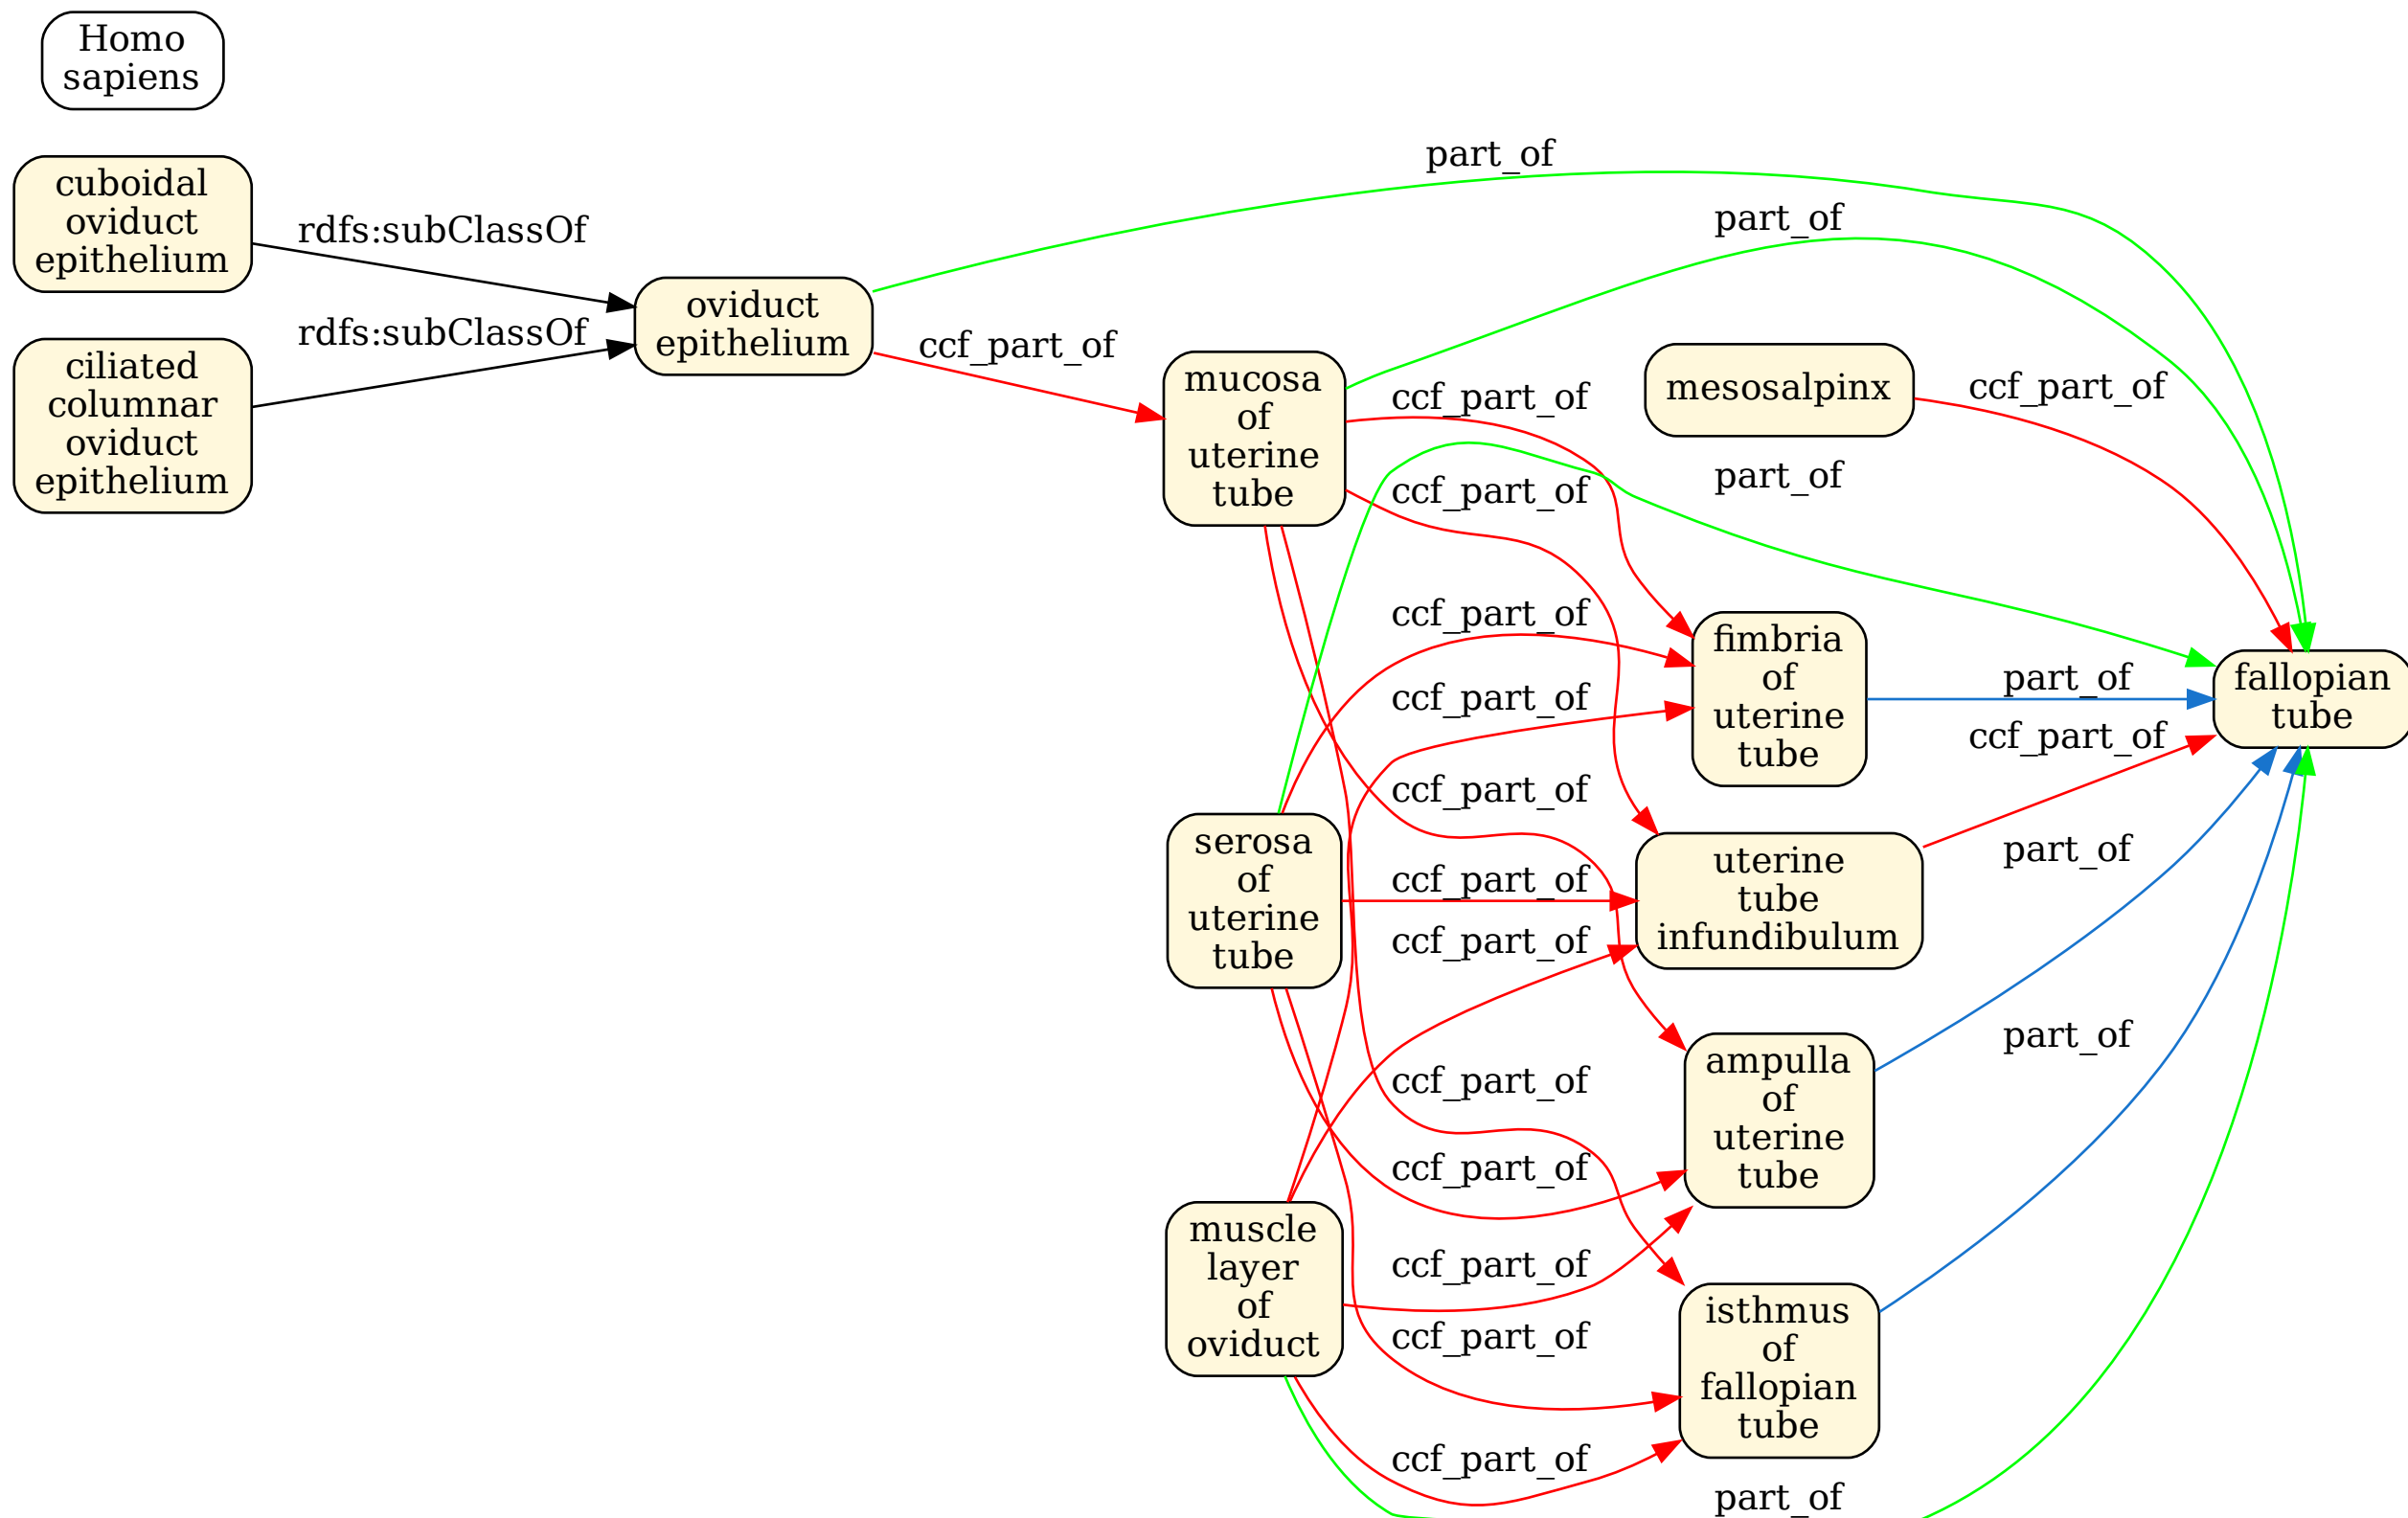 Homo
sapiens
cuboidal
oviduct
epithelium
rdfs:subClassOf
ciliated
columnar
oviduct
epithelium
rdfs:subClassOf
oviduct
epithelium
part_of
ccf_part_of
mucosa
of
uterine
tube
part_of
ccf_part_of
ccf_part_of
mesosalpinx
ccf_part_of
part_of
ccf_part_of
ccf_part_of
fimbria
of
uterine
tube
part_of
fallopian
tube
ccf_part_of
ccf_part_of
serosa
of
uterine
tube
ccf_part_of
ccf_part_of
uterine
tube
infundibulum
part_of
ccf_part_of
ccf_part_of
ampulla
of
uterine
tube
part_of
muscle
layer
of
oviduct
ccf_part_of
ccf_part_of
ccf_part_of
isthmus
of
fallopian
tube
ccf_part_of
part_of